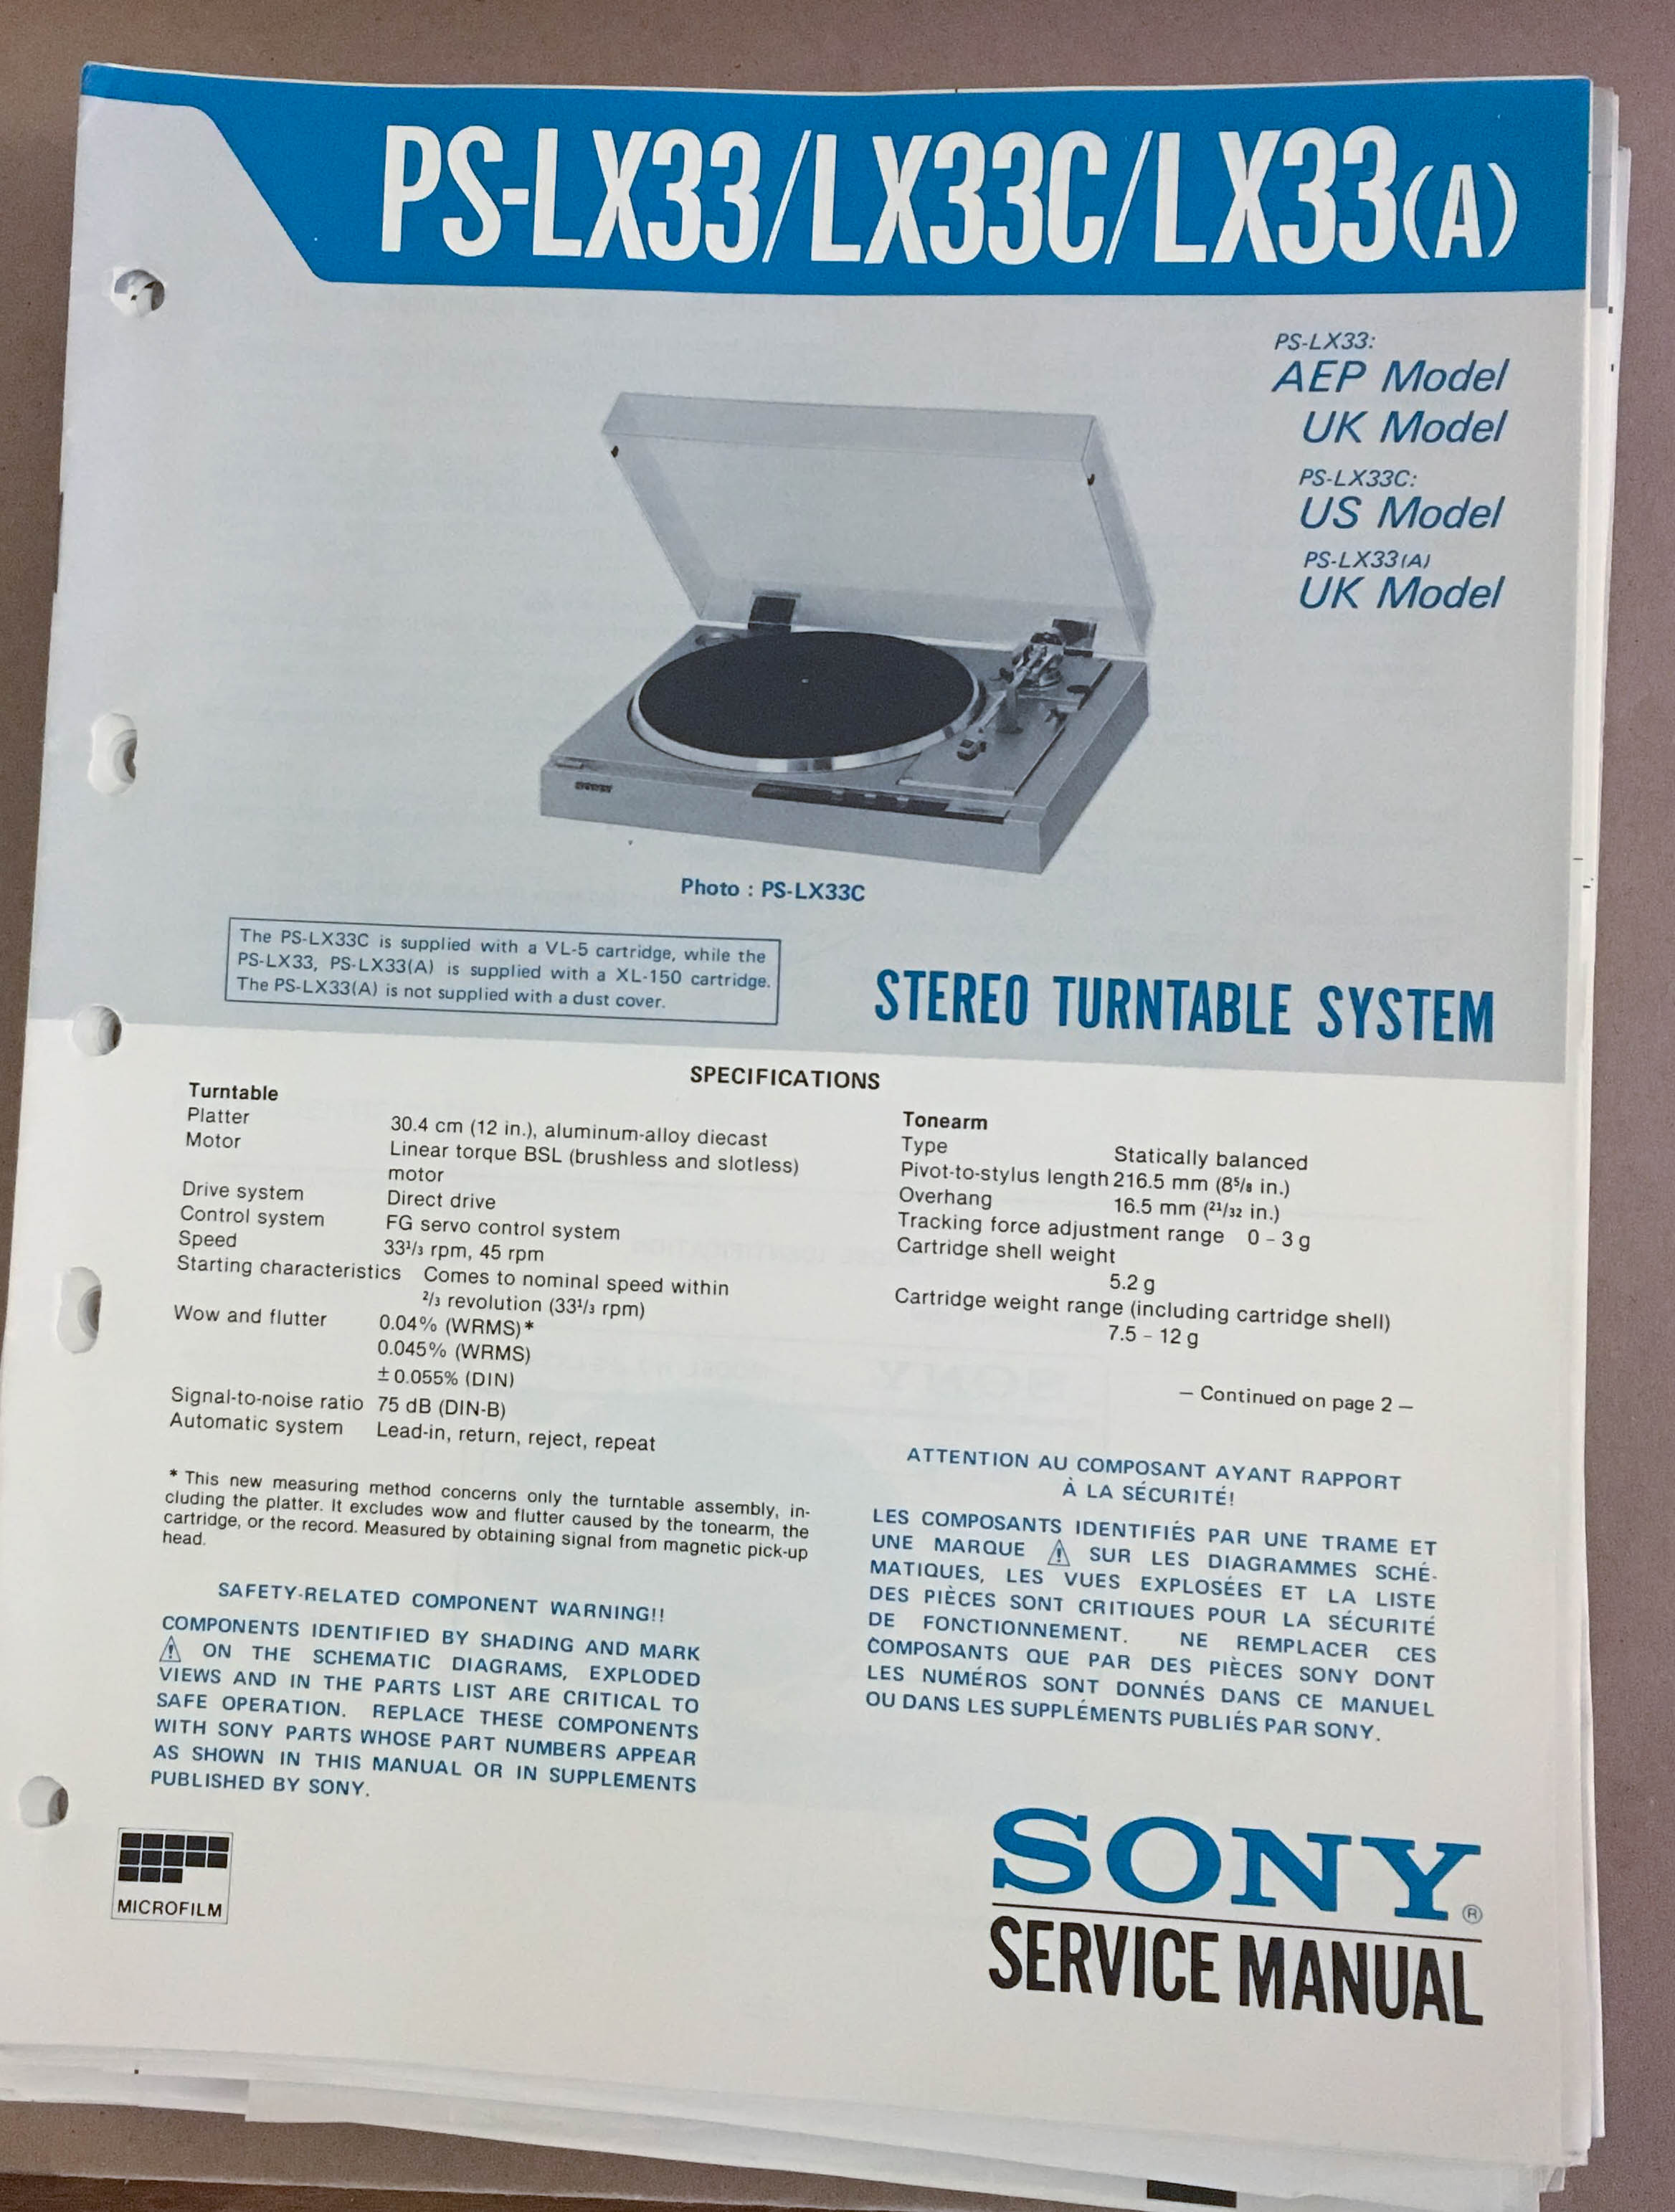 PS-LX33/LX33C/LX33(A)
PS-LX33:
AEP Model
UK Model
PS-LX33C:
US Model
PS-LX33(A)
UK Model
SONY
Photo : PS-LX33C
The PS-LX33C is supplied with a VL-5 cartridge, while the
PS-LX33, PS-LX33(A) is supplied with a XL-150 cartridge.
The PS-LX33(A) is not supplied with a dust cover.
STEREO TURNTABLE SYSTEM
SPECIFICATIONS
Turntable
Platter 30.4 cm (12 in.), aluminum-alloy diecast
Motor Linear torque BSL (brushless and slotless)
motor
Drive system Direct drive
Control system FG servo control system
Speed 33¹/₃ rpm, 45 rpm
Starting characteristics Comes to nominal speed within
²/₃ revolution (33¹/₃ rpm)
Wow and flutter 0.04% (WRMS)*
0.045% (WRMS)
±0.055% (DIN)
Signal-to-noise ratio 75 dB (DIN-B)
Automatic system Lead-in, return, reject, repeat
* This new measuring method concerns only the turntable assembly, in-
cluding the platter. It excludes wow and flutter caused by the tonearm, the
cartridge, or the record. Measured by obtaining signal from magnetic pick-up
head.
SAFETY-RELATED COMPONENT WARNING!!
COMPONENTS IDENTIFIED BY SHADING AND MARK
⚠ ON THE SCHEMATIC DIAGRAMS, EXPLODED
VIEWS AND IN THE PARTS LIST ARE CRITICAL TO
SAFE OPERATION. REPLACE THESE COMPONENTS
WITH SONY PARTS WHOSE PART NUMBERS APPEAR
AS SHOWN IN THIS MANUAL OR IN SUPPLEMENTS
PUBLISHED BY SONY.
Tonearm
Type Statically balanced
Pivot-to-stylus length 216.5 mm (8⁵/₈ in.)
Overhang 16.5 mm (²¹/₃₂ in.)
Tracking force adjustment range 0 – 3 g
Cartridge shell weight
5.2 g
Cartridge weight range (including cartridge shell)
7.5 – 12 g
— Continued on page 2 —
ATTENTION AU COMPOSANT AYANT RAPPORT
À LA SÉCURITÉ!
LES COMPOSANTS IDENTIFIÉS PAR UNE TRAME ET
UNE MARQUE ⚠ SUR LES DIAGRAMMES SCHÉ-
MATIQUES, LES VUES EXPLOSÉES ET LA LISTE
DES PIÈCES SONT CRITIQUES POUR LA SÉCURITÉ
DE FONCTIONNEMENT. NE REMPLACER CES
COMPOSANTS QUE PAR DES PIÈCES SONY DONT
LES NUMÉROS SONT DONNÉS DANS CE MANUEL
OU DANS LES SUPPLÉMENTS PUBLIÉS PAR SONY.
MICROFILM
SONY®
SERVICE MANUAL